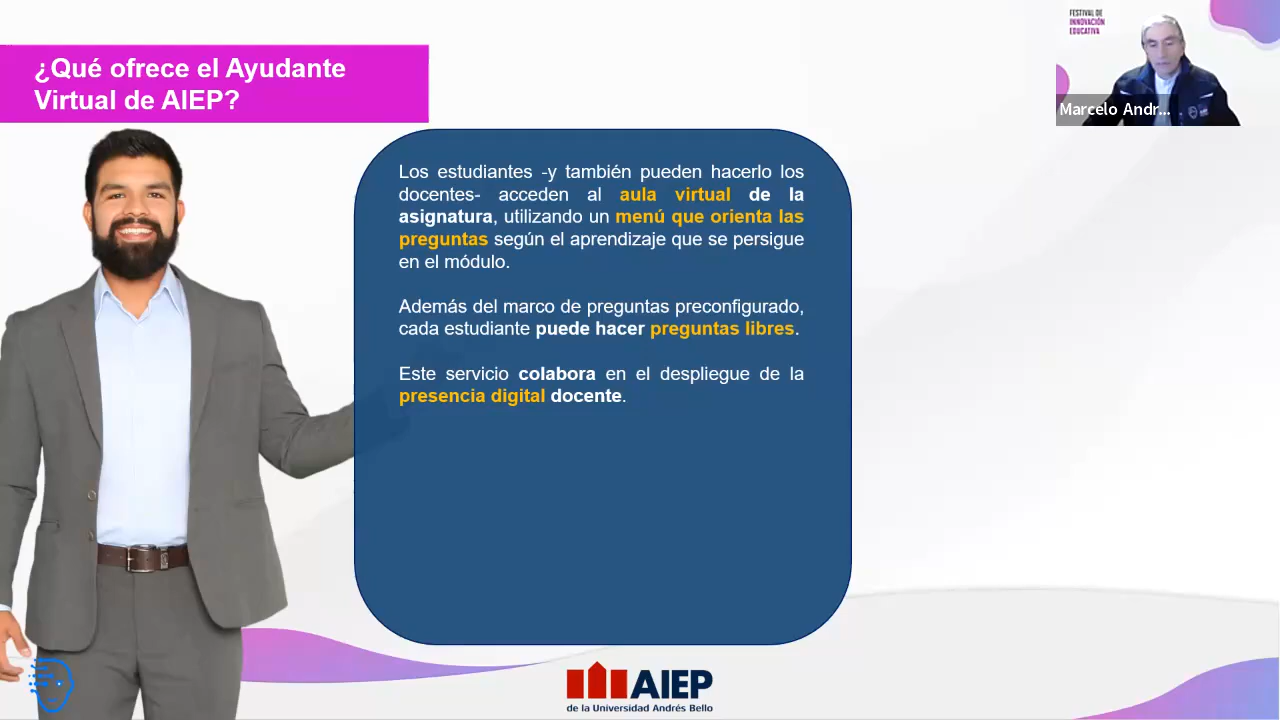 ¿Qué ofrece el Ayudante
Virtual de AIEP?
FESTIVAL DE
INNOVACIÓN
EDUCATIVA
Marcelo Andr...
Los estudiantes -y también pueden hacerlo los
docentes- acceden al aula virtual de la
asignatura, utilizando un menú que orienta las
preguntas según el aprendizaje que se persigue
en el módulo.
Además del marco de preguntas preconfigurado,
cada estudiante puede hacer preguntas libres.
Este servicio colabora en el despliegue de la
presencia digital docente.
AIEP
de la Universidad Andrés Bello